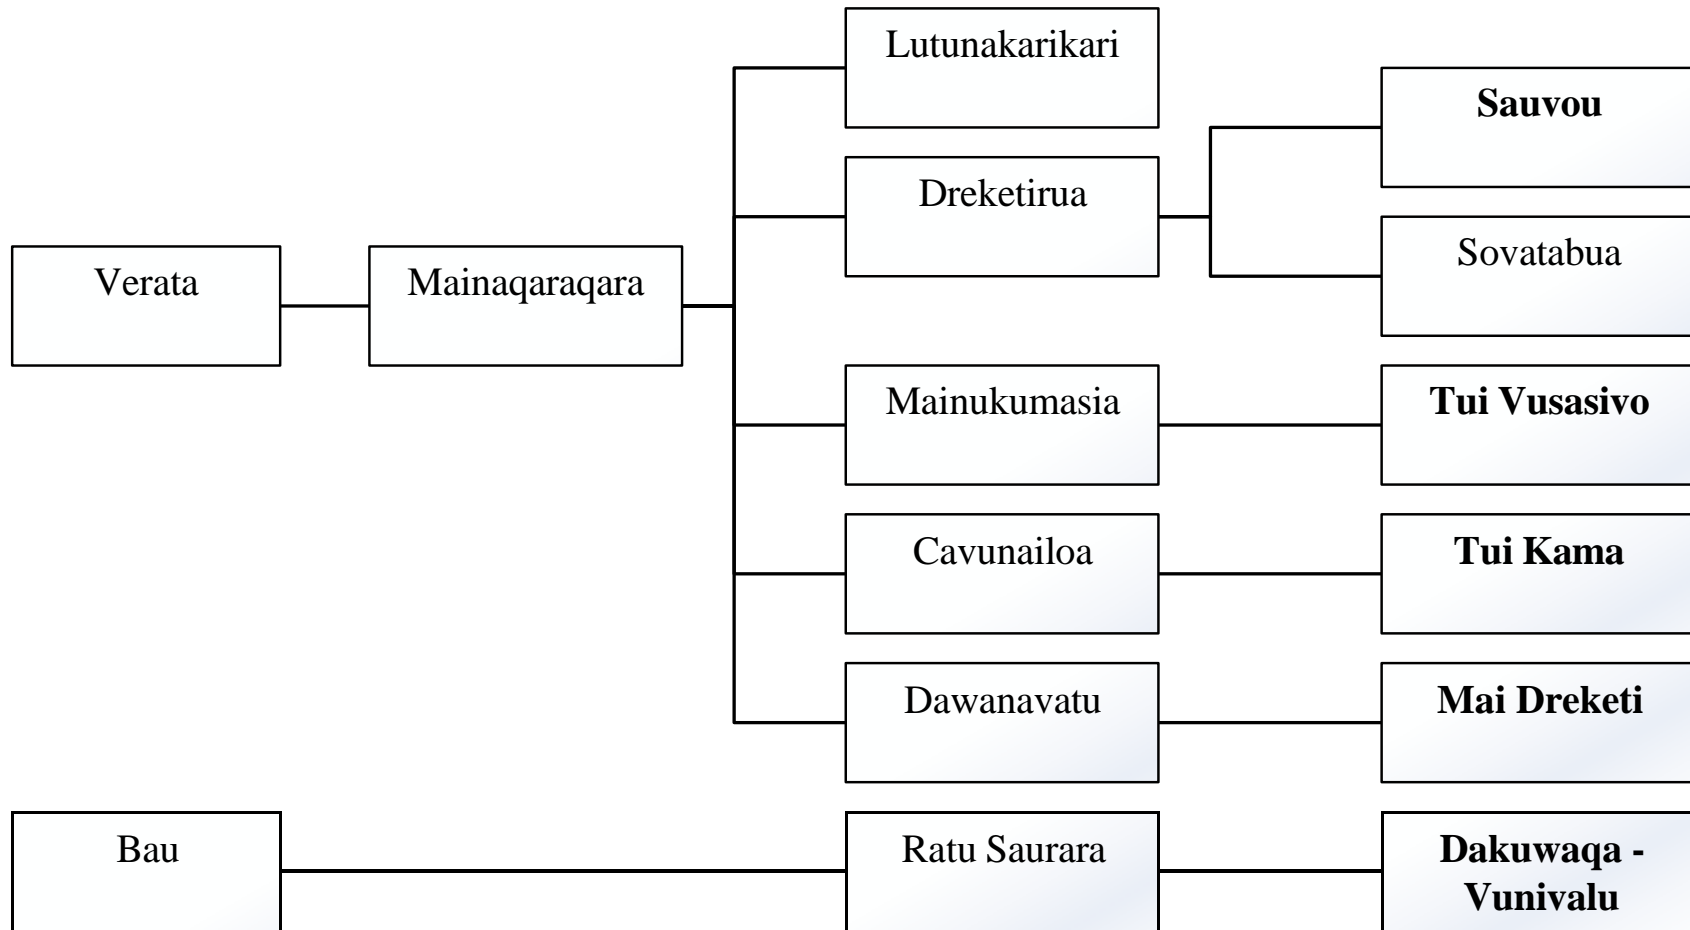 Lutunakarikari
Sauvou
Dreketirua
Sovatabua
Verata
Mainaqaraqara
Mainukumasia
Tui Vusasivo
Cavunailoa
Tui Kama
Dawanavatu
Mai Dreketi
Bau
Ratu Saurara
Dakuwaqa -
Vunivalu